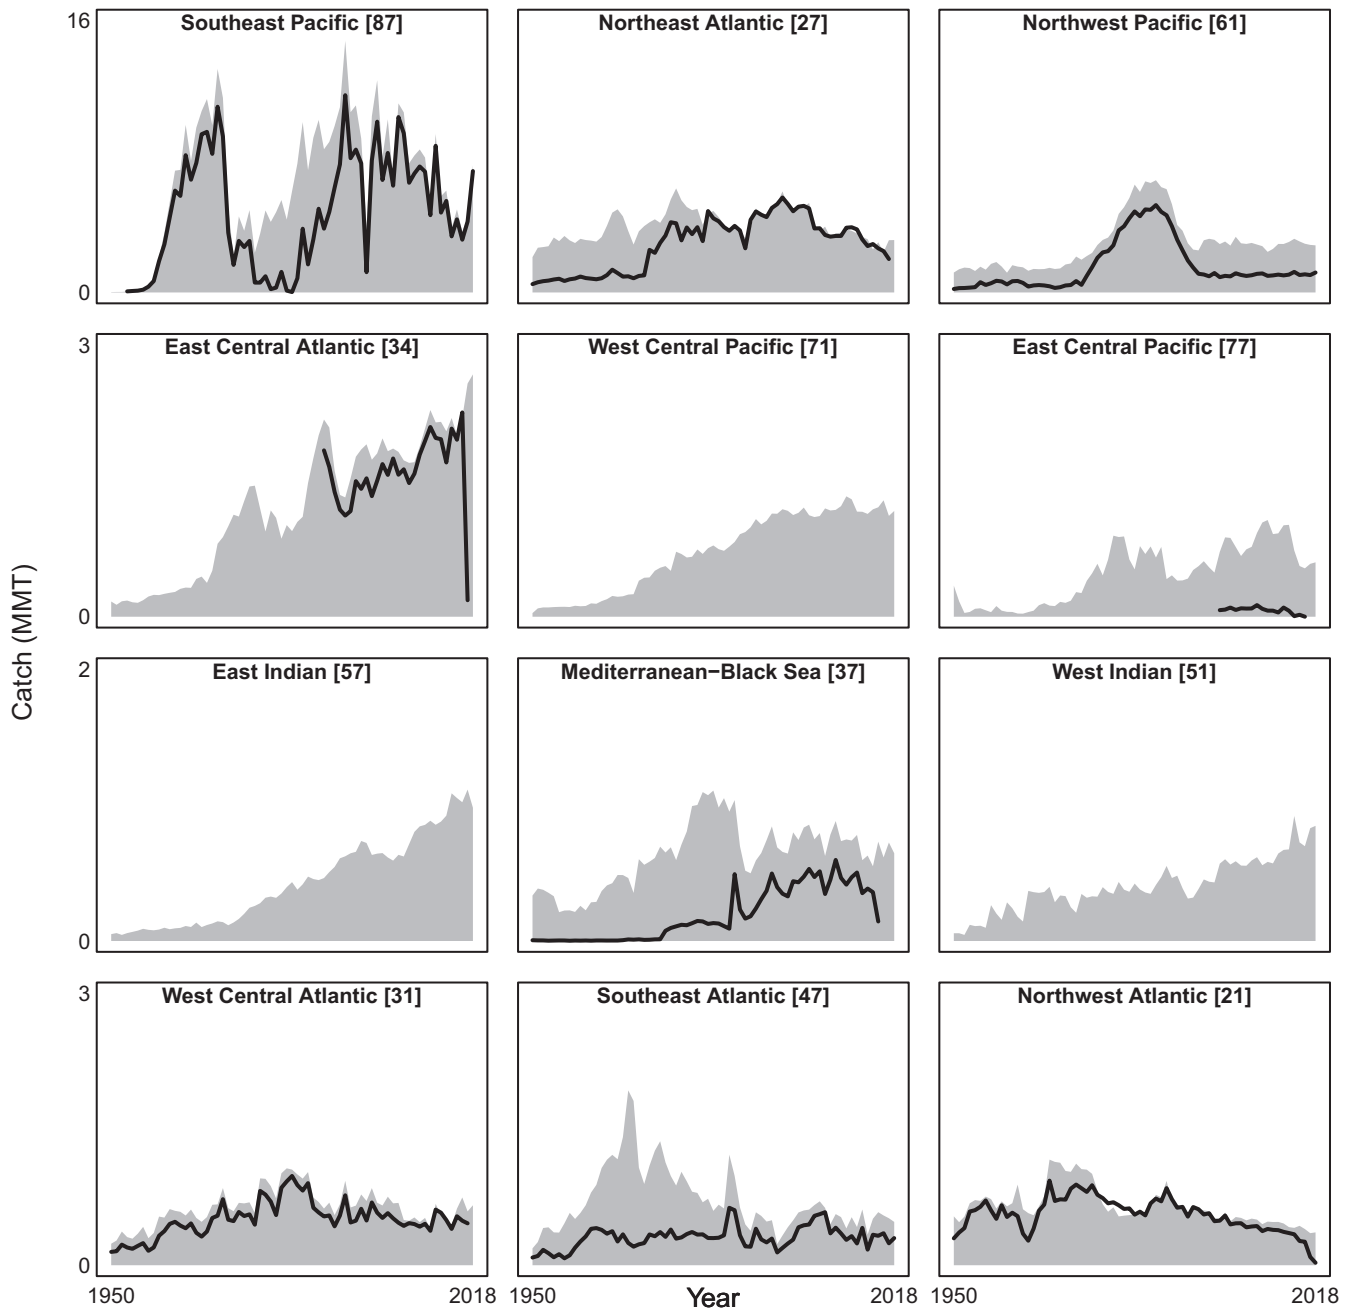 16
Southeast Pacific [87]
Northeast Atlantic [27]
Northwest Pacific [61]
0
3
East Central Atlantic [34]
West Central Pacific [71]
East Central Pacific [77]
0
Catch (MMT)
2
East Indian [57]
Mediterranean−Black Sea [37]
West Indian [51]
0
3
West Central Atlantic [31]
Southeast Atlantic [47]
Northwest Atlantic [21]
0
1950 2018 1950 2018 1950 2018
Year